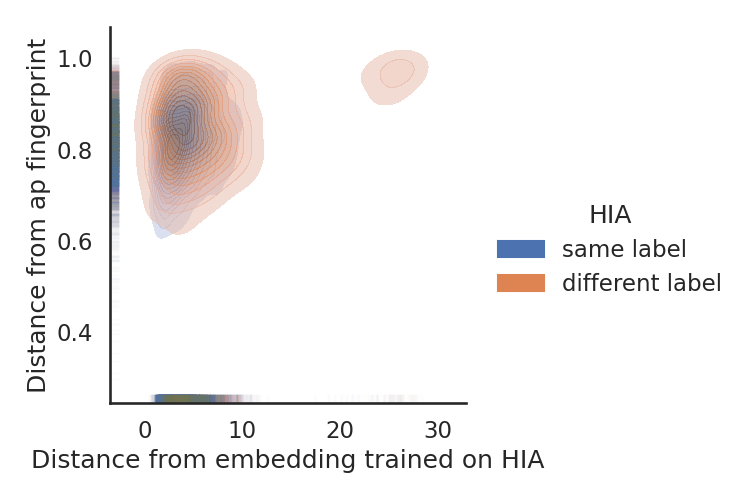 1.0
0.8
0.6
0.4
Distance from ap fingerprint
0
10
20
30
Distance from embedding trained on HIA
HIA
same label
different label